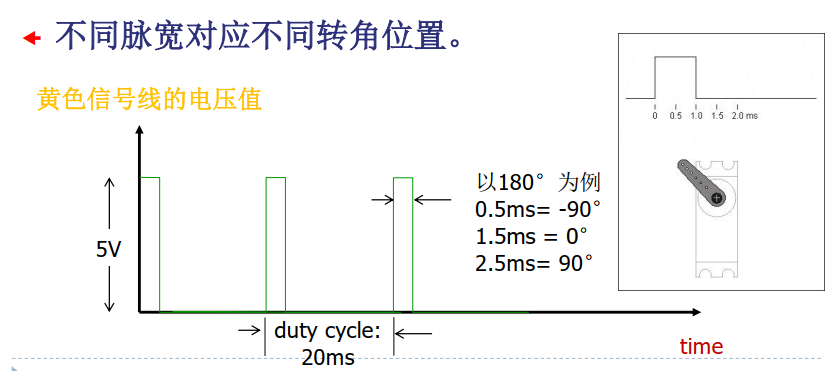 不同脉宽对应不同转角位置。
黄色信号线的电压值
5V
以180°为例
0.5ms= -90°
1.5ms = 0°
2.5ms= 90°
duty cycle:
20ms
time
0 0.5 1.0 1.5 2.0 ms